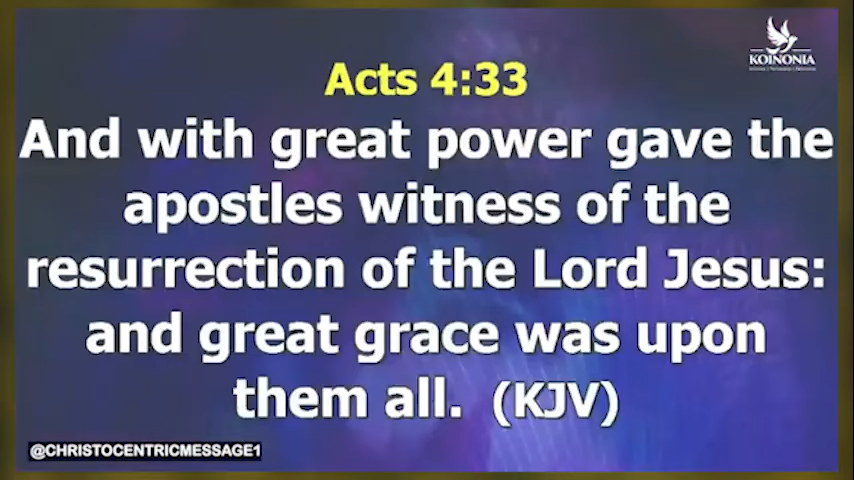 KOINONIA
Acts 4:33
And with great power gave the
apostles witness of the
resurrection of the Lord Jesus:
and great grace was upon
them all. (KJV)
@CHRISTOCENTRICMESSAGE1